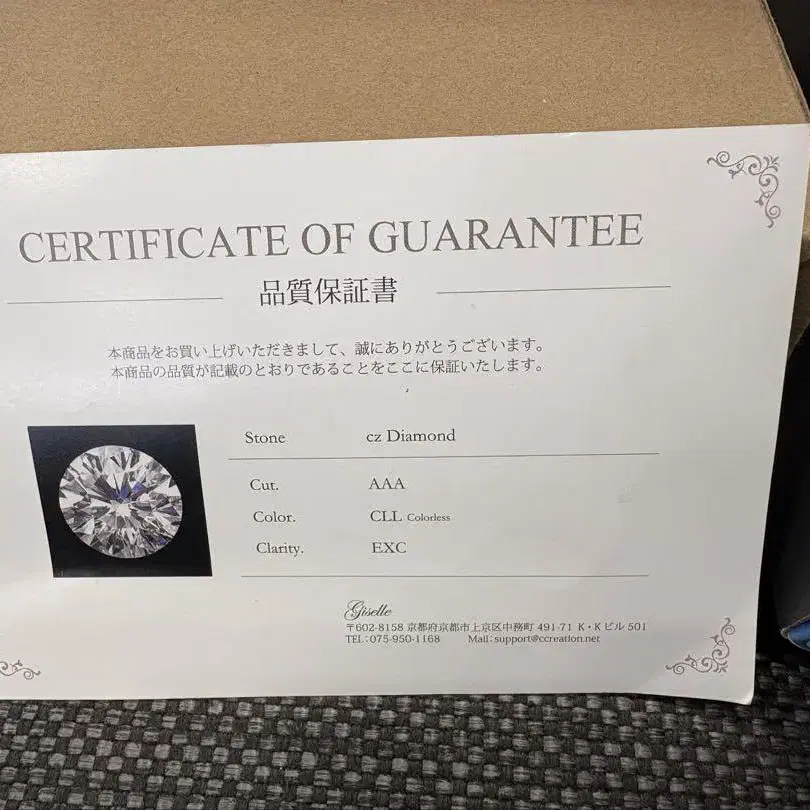 CERTIFICATE OF GUARANTEE
品質保証書
本商品をお買い上げいただきまして、誠にありがとうございます。
本商品の品質が記載のとおりであることをここに保証いたします。
Stone cz Diamond
Cut. AAA
Color. CLL Colorless
Clarity. EXC
Giselle
〒602-8158 京都府京都市上京区中務町 491-71 K・Kビル 501
TEL:075-950-1168 Mail:support@ccreation.net